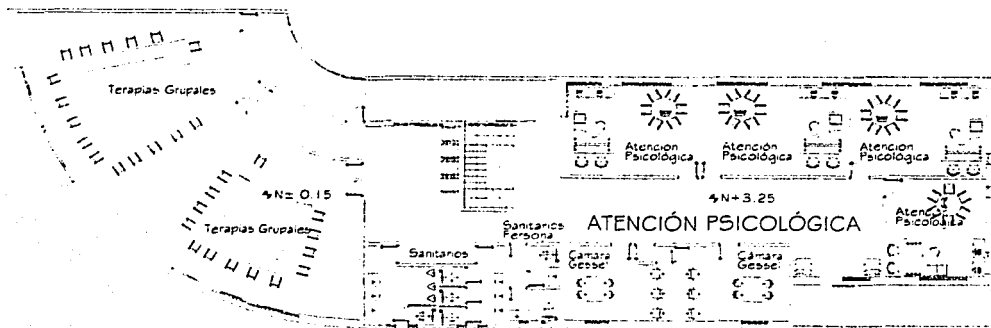 Terapias Grupales
Atención
Psicológica
Atención
Psicológica
Atención
Psicológica
N= 0.15
N+3.25
Terapias Grupales
Sanitarios
Persona
ATENCIÓN PSICOLÓGICA
Atención
Psicológica
Sanitarios
Cámara
Gessel
Cámara
Gessel